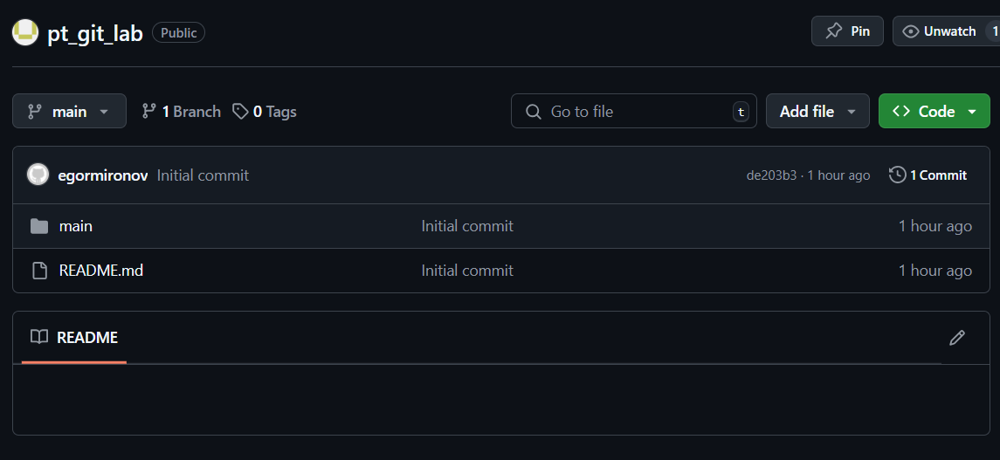 pt_git_lab Public Pin Unwatch 1
main 1 Branch 0 Tags Go to file t Add file Code
egormironov Initial commit de203b3 · 1 hour ago 1 Commit
main Initial commit 1 hour ago
README.md Initial commit 1 hour ago
README